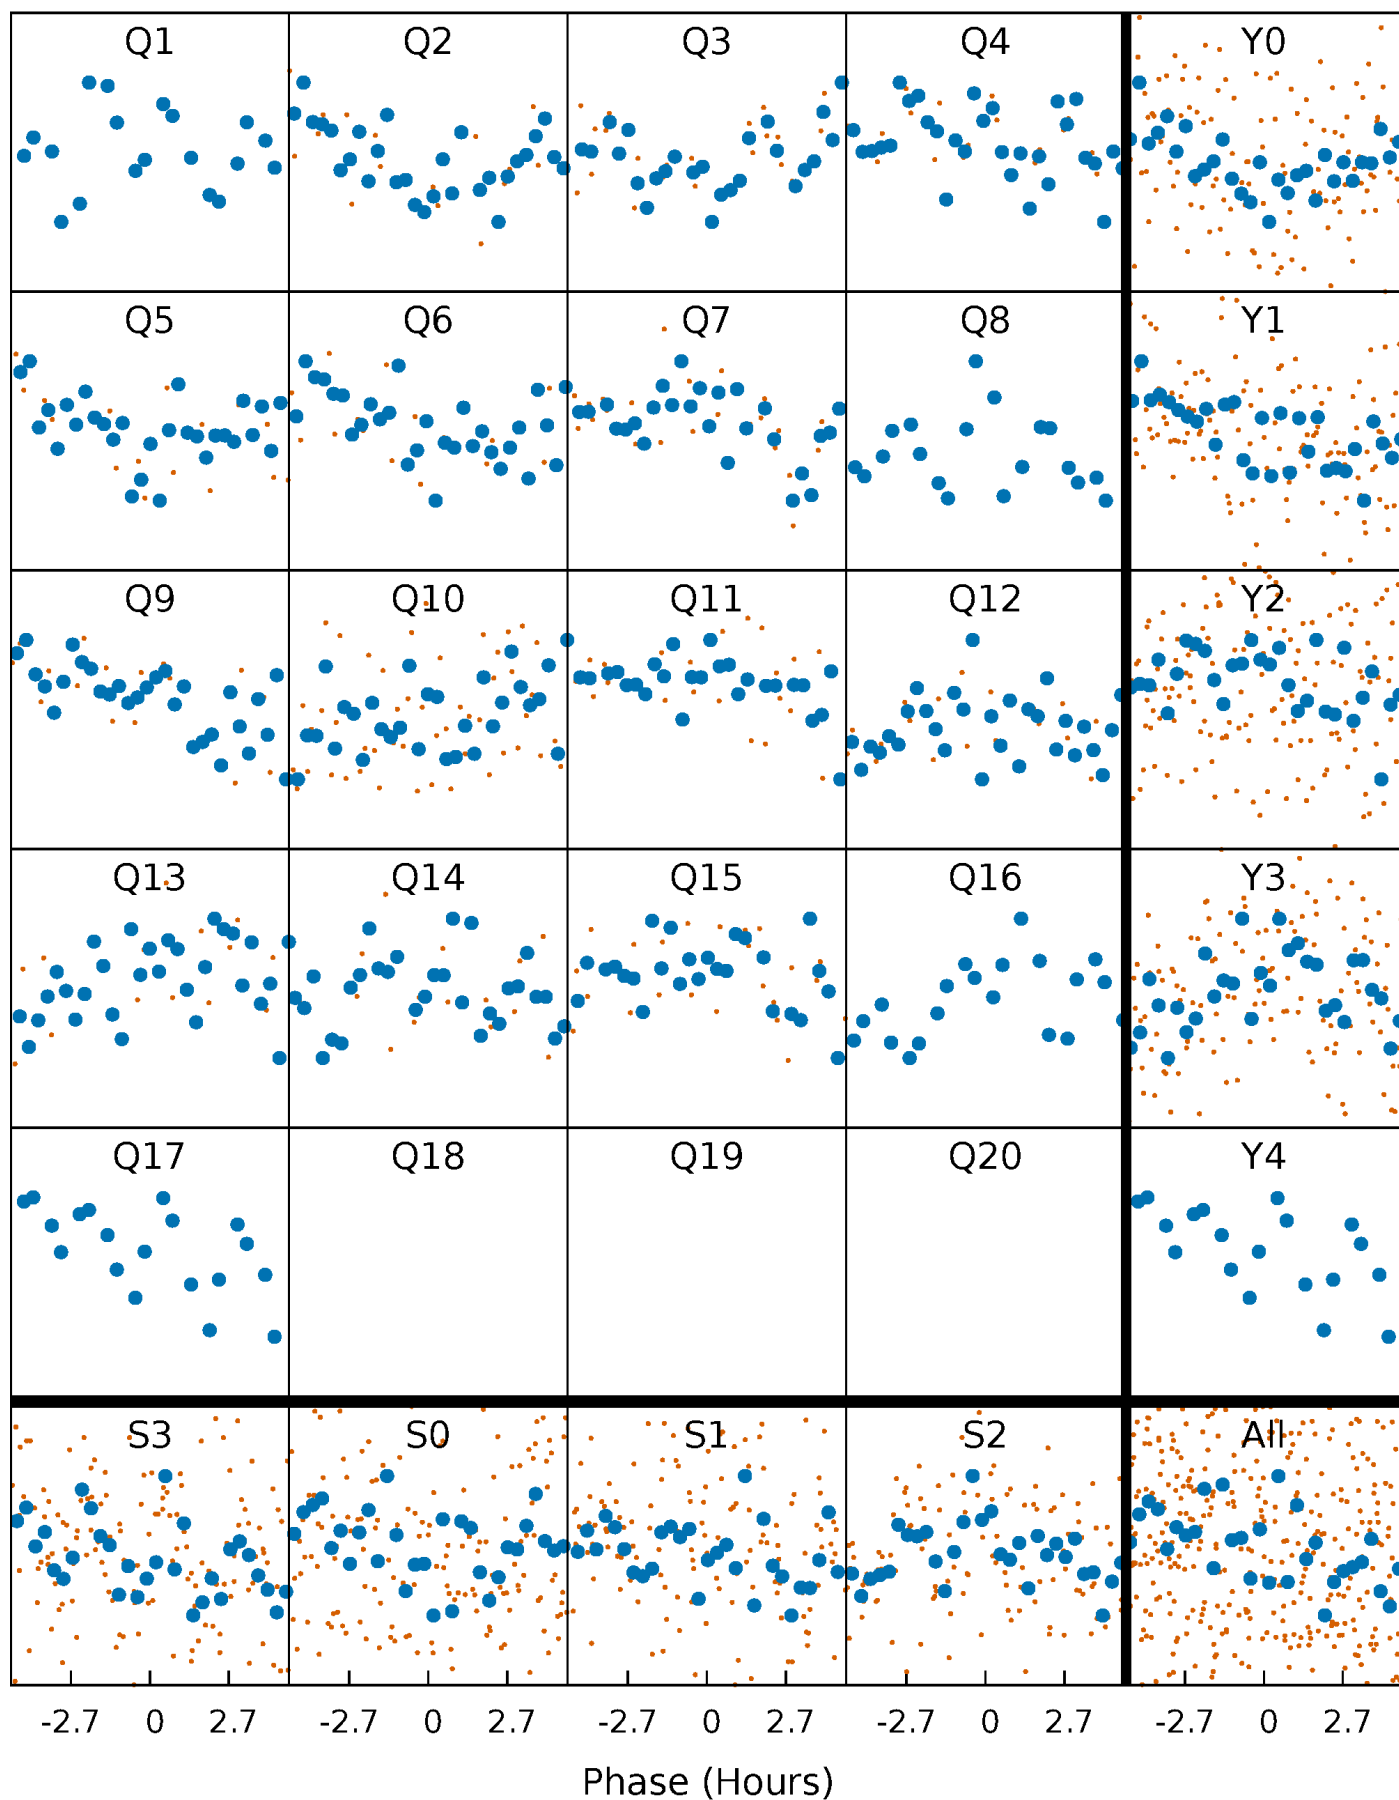 Q1 Q2 Q3 Q4 Y0
Q5 Q6 Q7 Q8 Y1
Q9 Q10 Q11 Q12 Y2
Q13 Q14 Q15 Q16 Y3
Q17 Q18 Q19 Q20 Y4
S3 S0 S1 S2 All
-2.7 0 2.7 -2.7 0 2.7 -2.7 0 2.7 -2.7 0 2.7 -2.7 0 2.7
Phase (Hours)